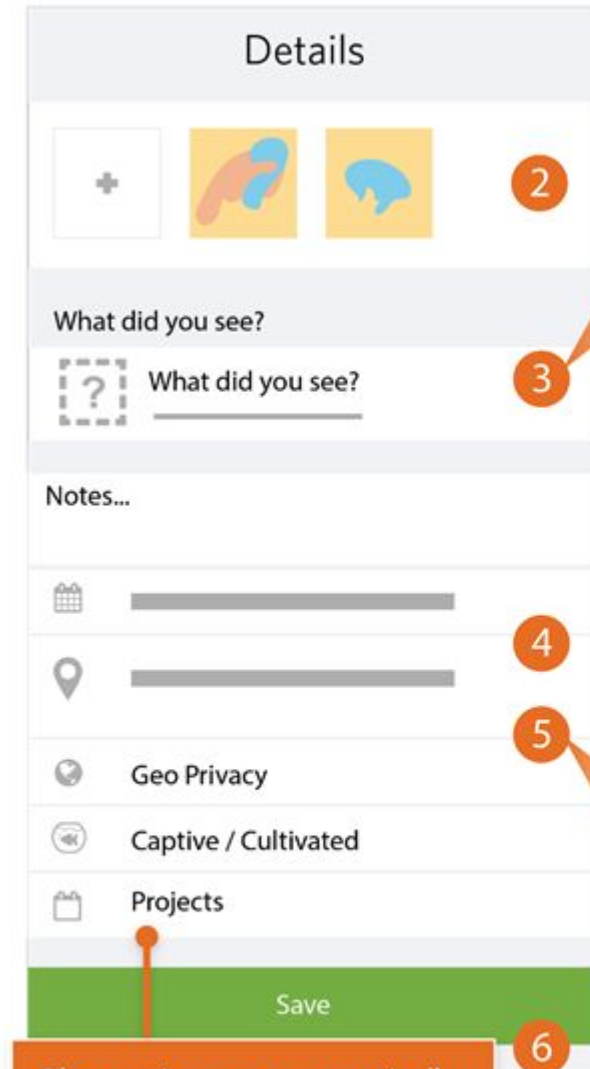 Details
2
What did you see?
?
What did you see?
3
Notes...
4
5
Geo Privacy
Captive / Cultivated
Projects
Save
6